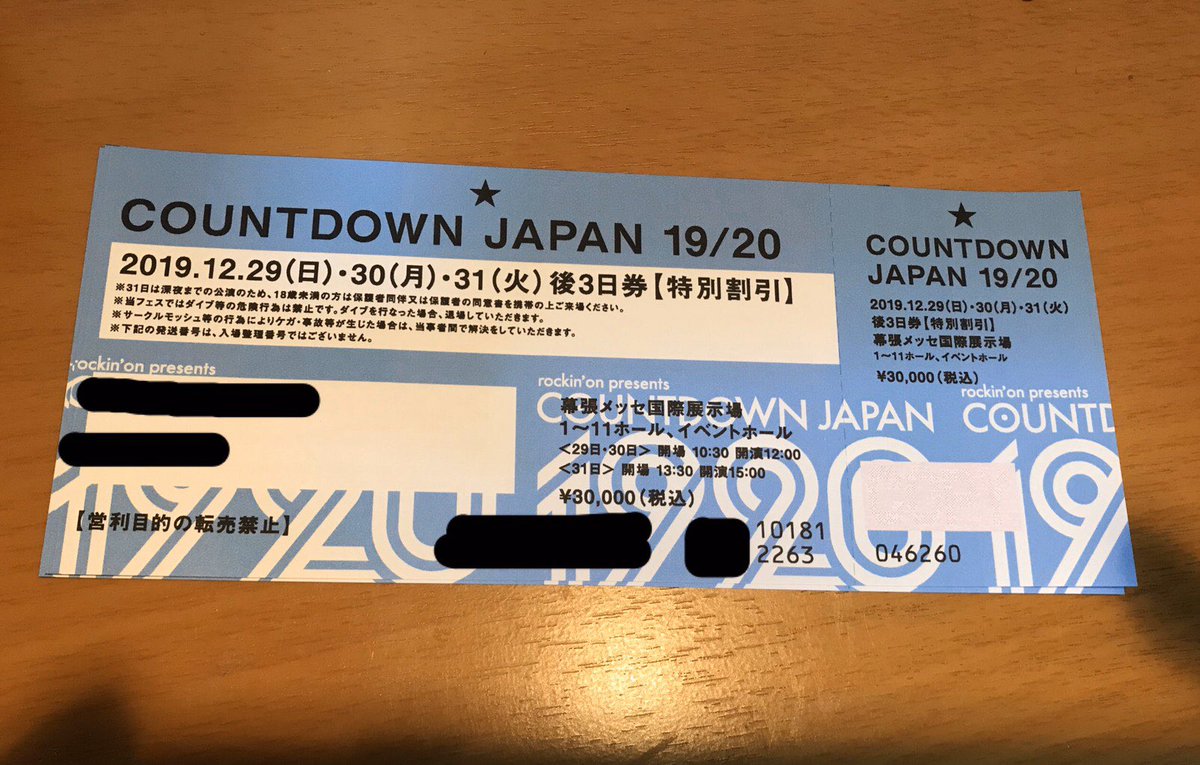 COUNTDOWN JAPAN 19/20
2019.12.29(日)・30(月)・31(火)後3日券【特別割引】
※31日は深夜までの公演のため、18歳未満の方は保護者同伴又は保護者の同意書を携帯の上ご来場ください。
※当フェスではダイブ等の危険行為は禁止です。ダイブを行なった場合、退場していただきます。
※サークルモッシュ等の行為によりケガ・事故等が生じた場合は、当事者間で解決をしていただきます。
※下記の発送番号は、入場整理番号ではございません。
rockin'on presents
【営利目的の転売禁止】
rockin'on presents
COUNTDOWN JAPAN
幕張メッセ国際展示場
1〜11ホール、イベントホール
<29日・30日> 開場 10:30 開演12:00
<31日> 開場 13:30 開演15:00
¥30,000(税込)
1920
1920
10181
2263
COUNTDOWN
JAPAN 19/20
2019.12.29(日)・30(月)・31(火)
後3日券【特別割引】
幕張メッセ国際展示場
1〜11ホール、イベントホール
¥30,000(税込)
rockin'on presents
COUNTD
19
046260